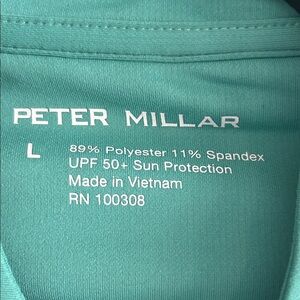 PETER MILLAR
L
89% Polyester 11% Spandex
UPF 50+ Sun Protection
Made in Vietnam
RN 100308